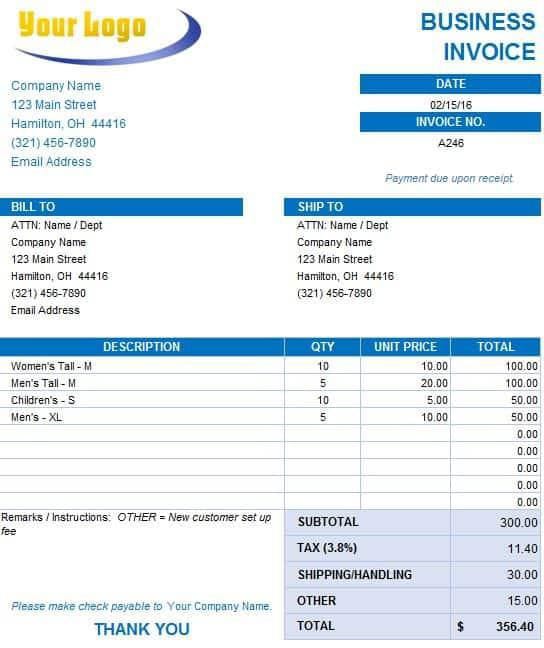 Your Logo
BUSINESS
INVOICE
Company Name
123 Main Street
Hamilton, OH 44416
(321) 456-7890
Email Address
DATE
02/15/16
INVOICE NO.
A246
Payment due upon receipt.
BILL TO
ATTN: Name / Dept
Company Name
123 Main Street
Hamilton, OH 44416
(321) 456-7890
Email Address
SHIP TO
ATTN: Name / Dept
Company Name
123 Main Street
Hamilton, OH 44416
(321) 456-7890
DESCRIPTION QTY UNIT PRICE TOTAL
Women's Tall - M 10 10.00 100.00
Men's Tall - M 5 20.00 100.00
Children's - S 10 5.00 50.00
Men's - XL 5 10.00 50.00
0.00
0.00
0.00
0.00
0.00
Remarks / Instructions: OTHER = New customer set up
fee
SUBTOTAL 300.00
TAX (3.8%) 11.40
SHIPPING/HANDLING 30.00
OTHER 15.00
TOTAL $ 356.40
Please make check payable to Your Company Name.
THANK YOU